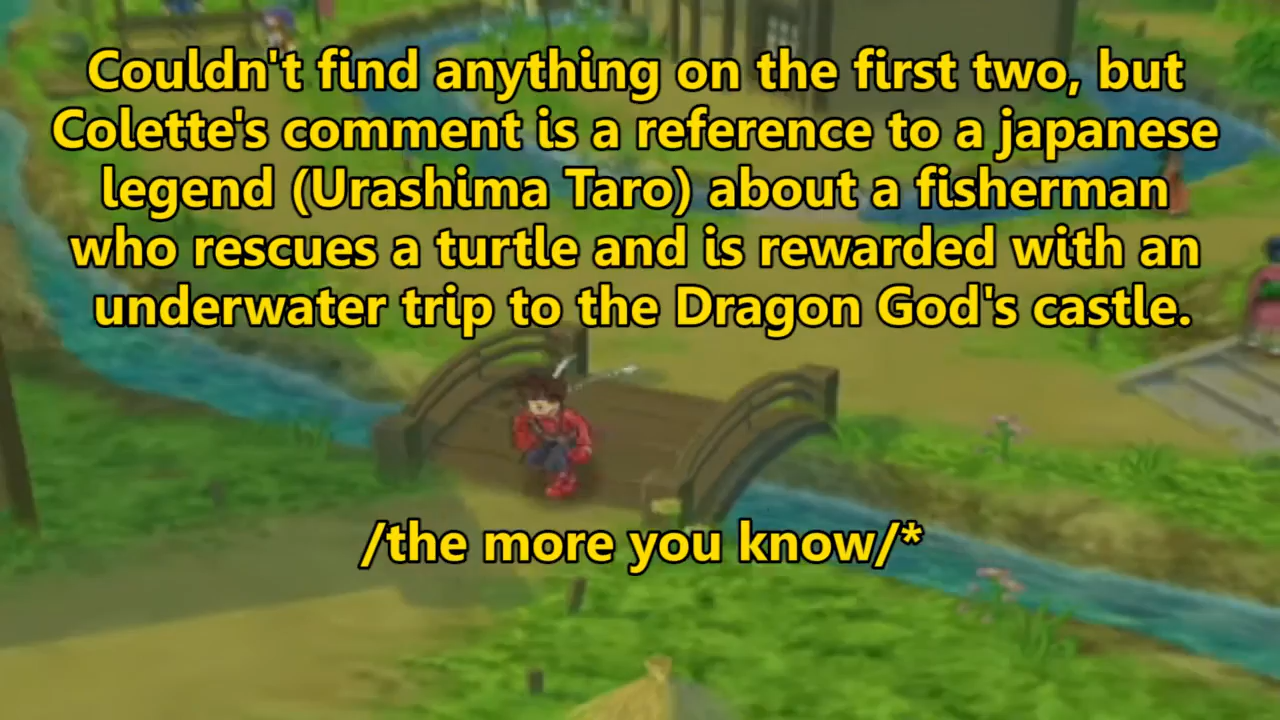 Couldn't find anything on the first two, but
Colette's comment is a reference to a japanese
legend (Urashima Taro) about a fisherman
who rescues a turtle and is rewarded with an
underwater trip to the Dragon God's castle.
/the more you know/*